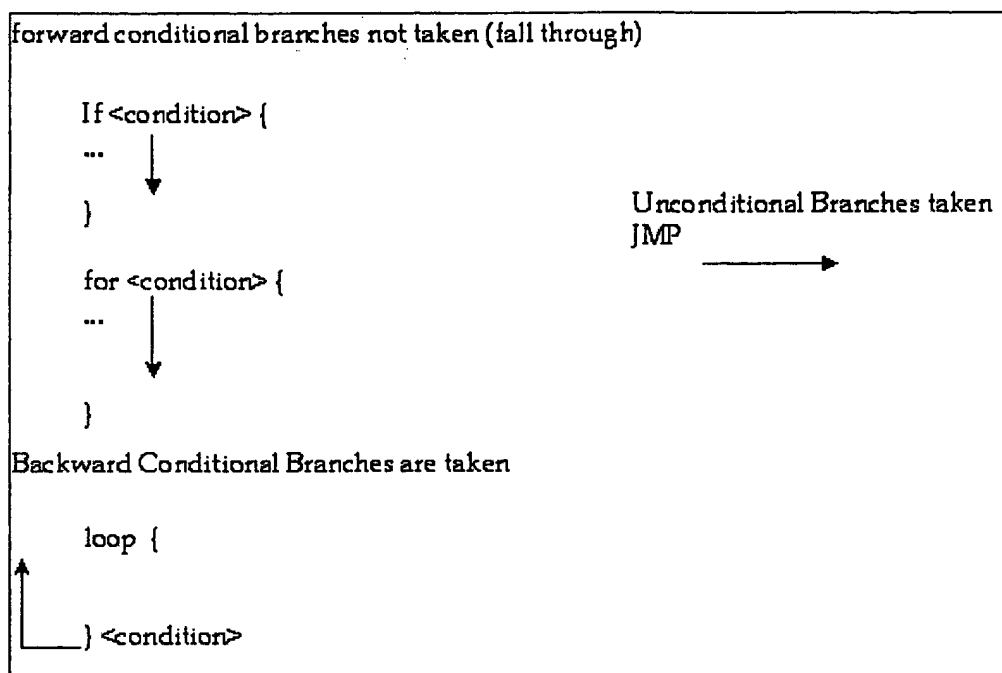 forward conditional branches not taken (fall through)
If <condition> {
...
}
for <condition> {
...
}
Unconditional Branches taken
JMP
Backward Conditional Branches are taken
loop {
} <condition>